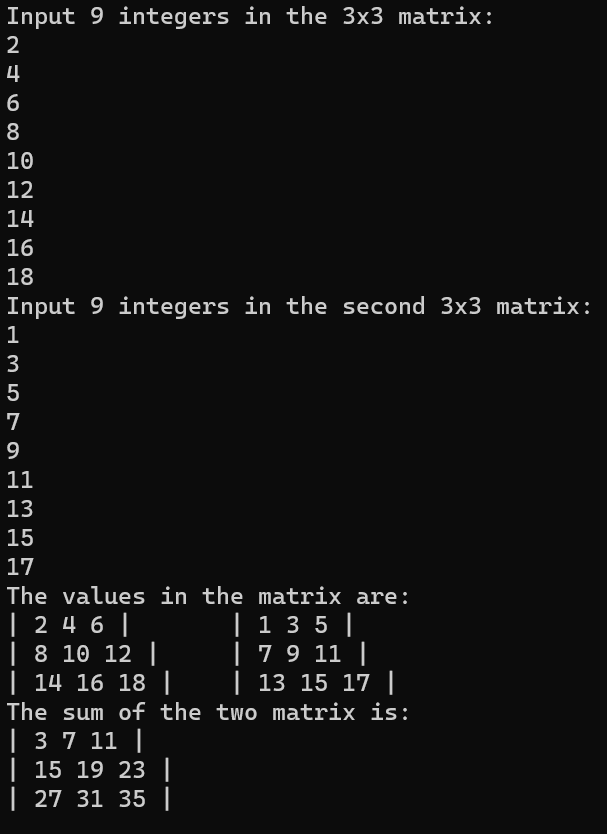 Input 9 integers in the 3x3 matrix:
2
4
6
8
10
12
14
16
18
Input 9 integers in the second 3x3 matrix:
1
3
5
7
9
11
13
15
17
The values in the matrix are:
| 2 4 6 |       | 1 3 5 |
| 8 10 12 |     | 7 9 11 |
| 14 16 18 |    | 13 15 17 |
The sum of the two matrix is:
| 3 7 11 |
| 15 19 23 |
| 27 31 35 |